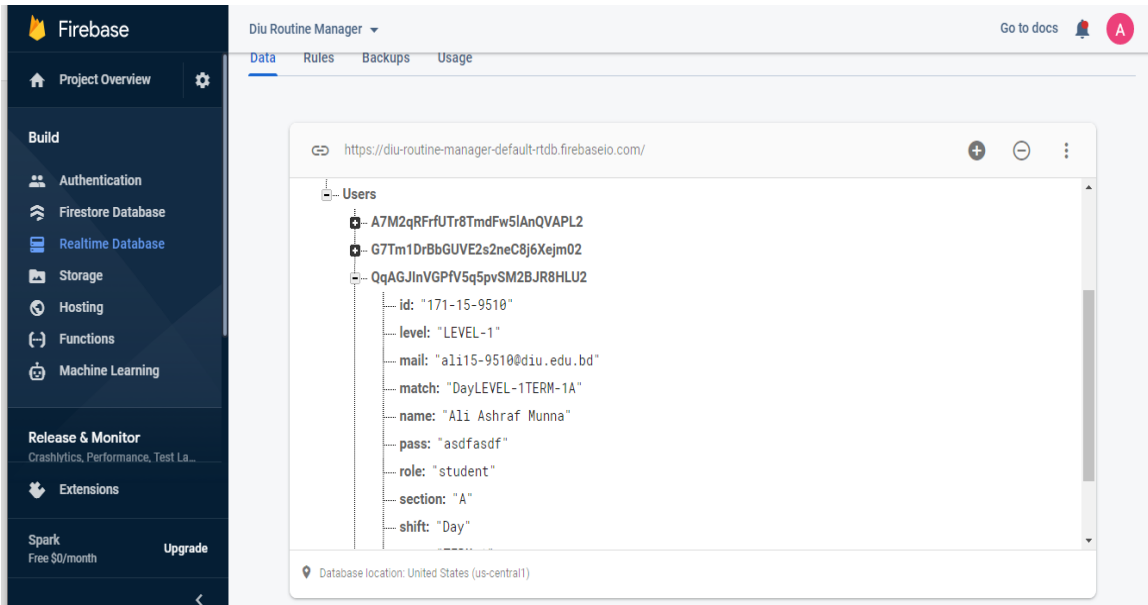 Firebase
Diu Routine Manager
Go to docs
A
Project Overview
Data Rules Backups Usage
Build
Authentication
Firestore Database
Realtime Database
Storage
Hosting
Functions
Machine Learning
Release & Monitor
Crashlytics, Performance, Test La...
Extensions
Spark
Free $0/month
Upgrade
https://diu-routine-manager-default-rtdb.firebaseio.com/
Users
A7M2qRFrfUTr8TmdFw5lAnQVAPL2
G7Tm1DrBbGUVE2s2neC8j6Xejm02
QqAGJlnVGPfV5q5pvSM2BJR8HLU2
id: "171-15-9510"
level: "LEVEL-1"
mail: "ali15-9510@diu.edu.bd"
match: "DayLEVEL-1TERM-1A"
name: "Ali Ashraf Munna"
pass: "asdfasdf"
role: "student"
section: "A"
shift: "Day"
Database location: United States (us-central1)